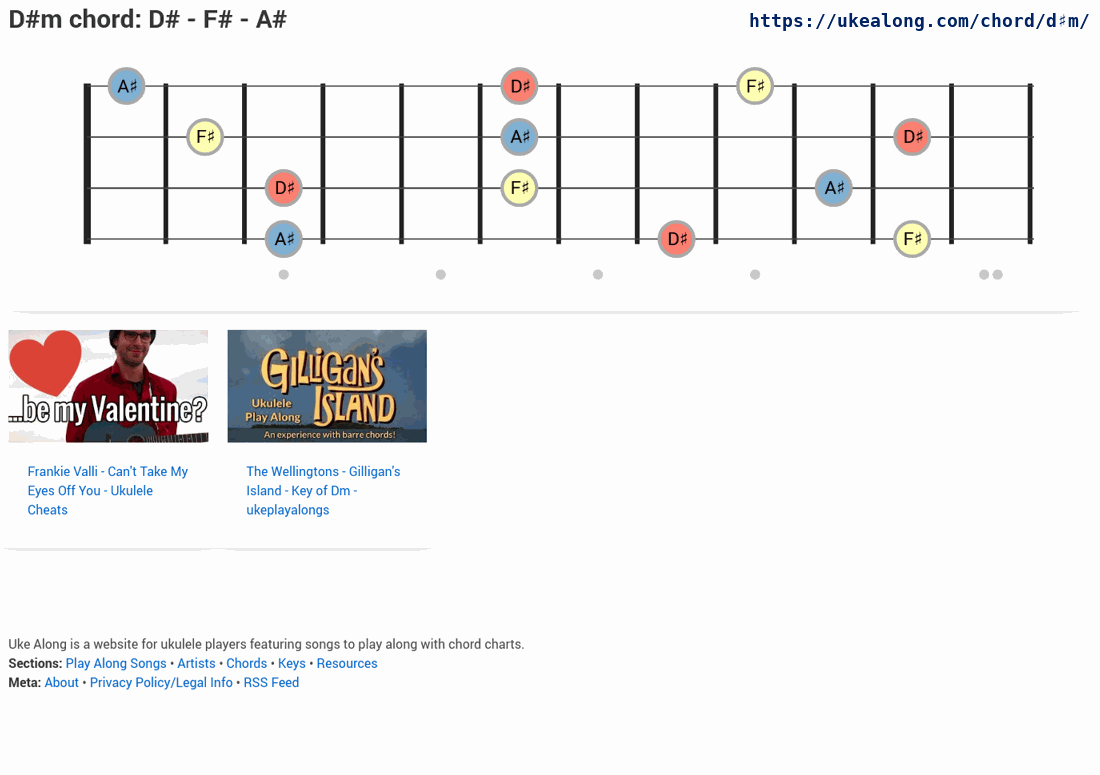 D#m chord: D# - F# - A#
https://ukealong.com/chord/d♯m/
A♯ D♯ F♯
F♯ A♯ D♯
D♯ F♯ A♯
A♯ D♯ F♯
...be my Valentine?
GILLIGAN'S
ISLAND
Ukulele
Play Along
An experience with barre chords!
Frankie Valli - Can't Take My
Eyes Off You - Ukulele
Cheats
The Wellingtons - Gilligan's
Island - Key of Dm -
ukeplayalongs
Uke Along is a website for ukulele players featuring songs to play along with chord charts.
Sections: Play Along Songs • Artists • Chords • Keys • Resources
Meta: About • Privacy Policy/Legal Info • RSS Feed